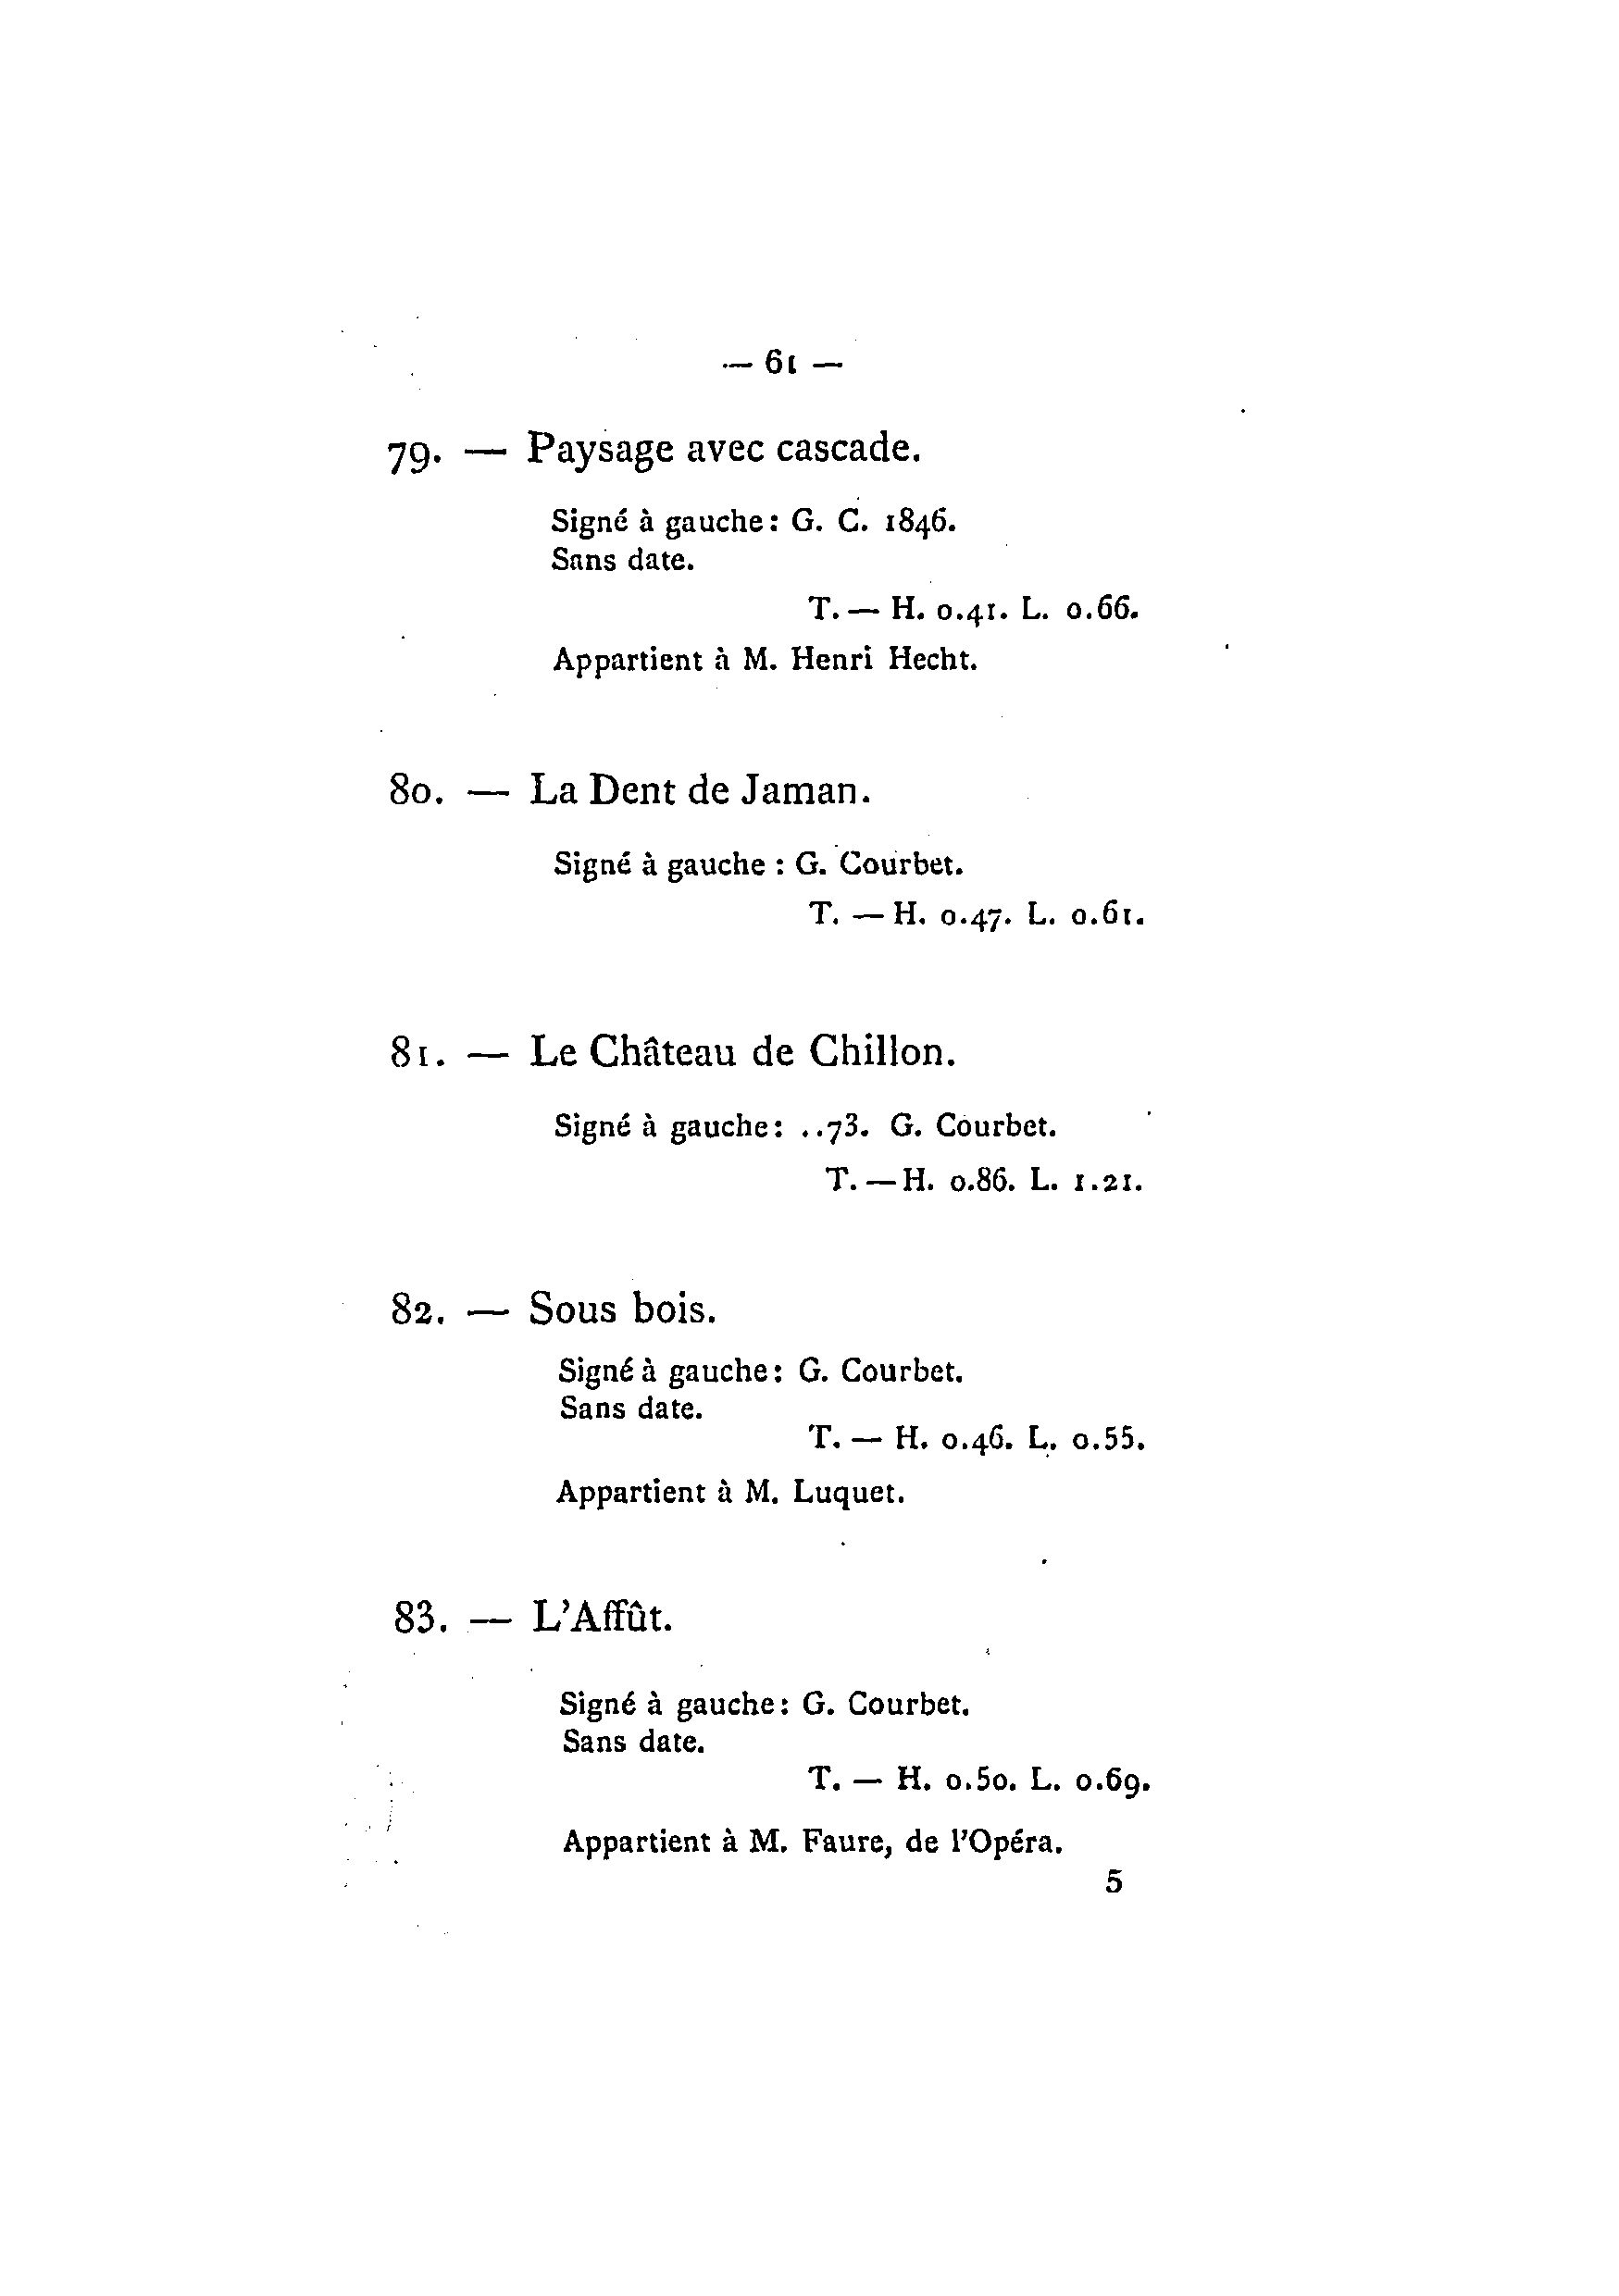 — 61 —
79. — Paysage avec cascade.
Signé à gauche: G. C. 1846.
Sans date.
T. — H. 0.41. L. 0.66.
Appartient à M. Henri Hecht.
80. — La Dent de Jaman.
Signé à gauche : G. Courbet.
T. — H. 0.47. L. 0.61.
81. — Le Château de Chillon.
Signé à gauche: ..73. G. Courbet.
T. — H. 0.86. L. 1.21.
82. — Sous bois.
Signé à gauche: G. Courbet.
Sans date.
T. — H. 0.46. L. 0.55.
Appartient à M. Luquet.
83. — L'Affût.
Signé à gauche: G. Courbet.
Sans date.
T. — H. 0.50. L. 0.69.
Appartient à M. Faure, de l'Opéra.
5